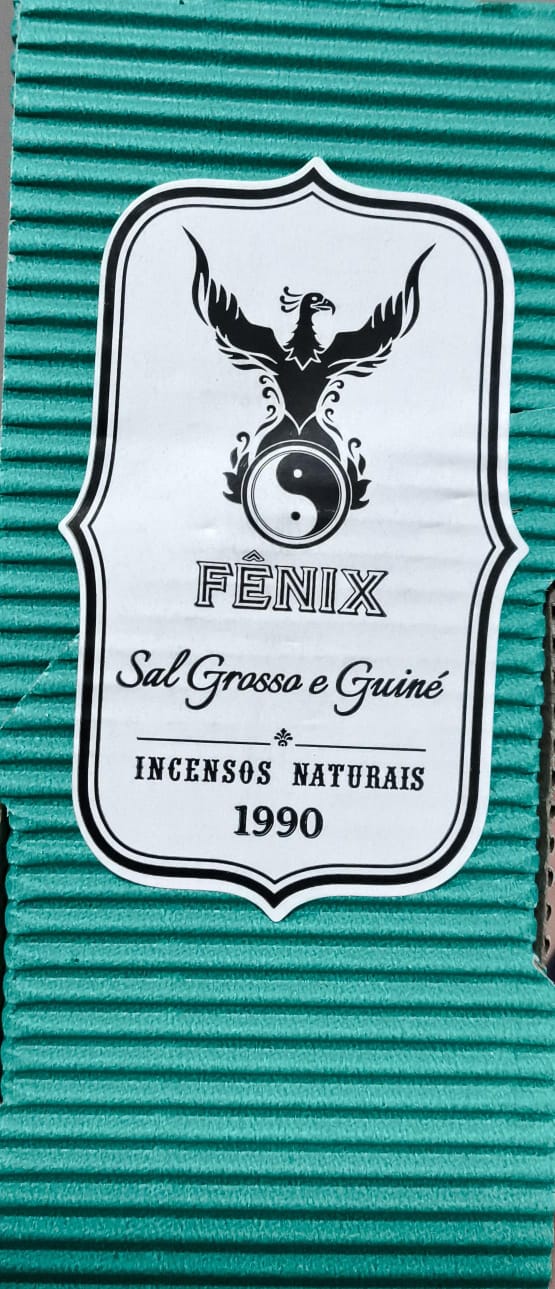 FÊNIX
Sal Grosso e Guiné
INCENSOS NATURAIS
1990